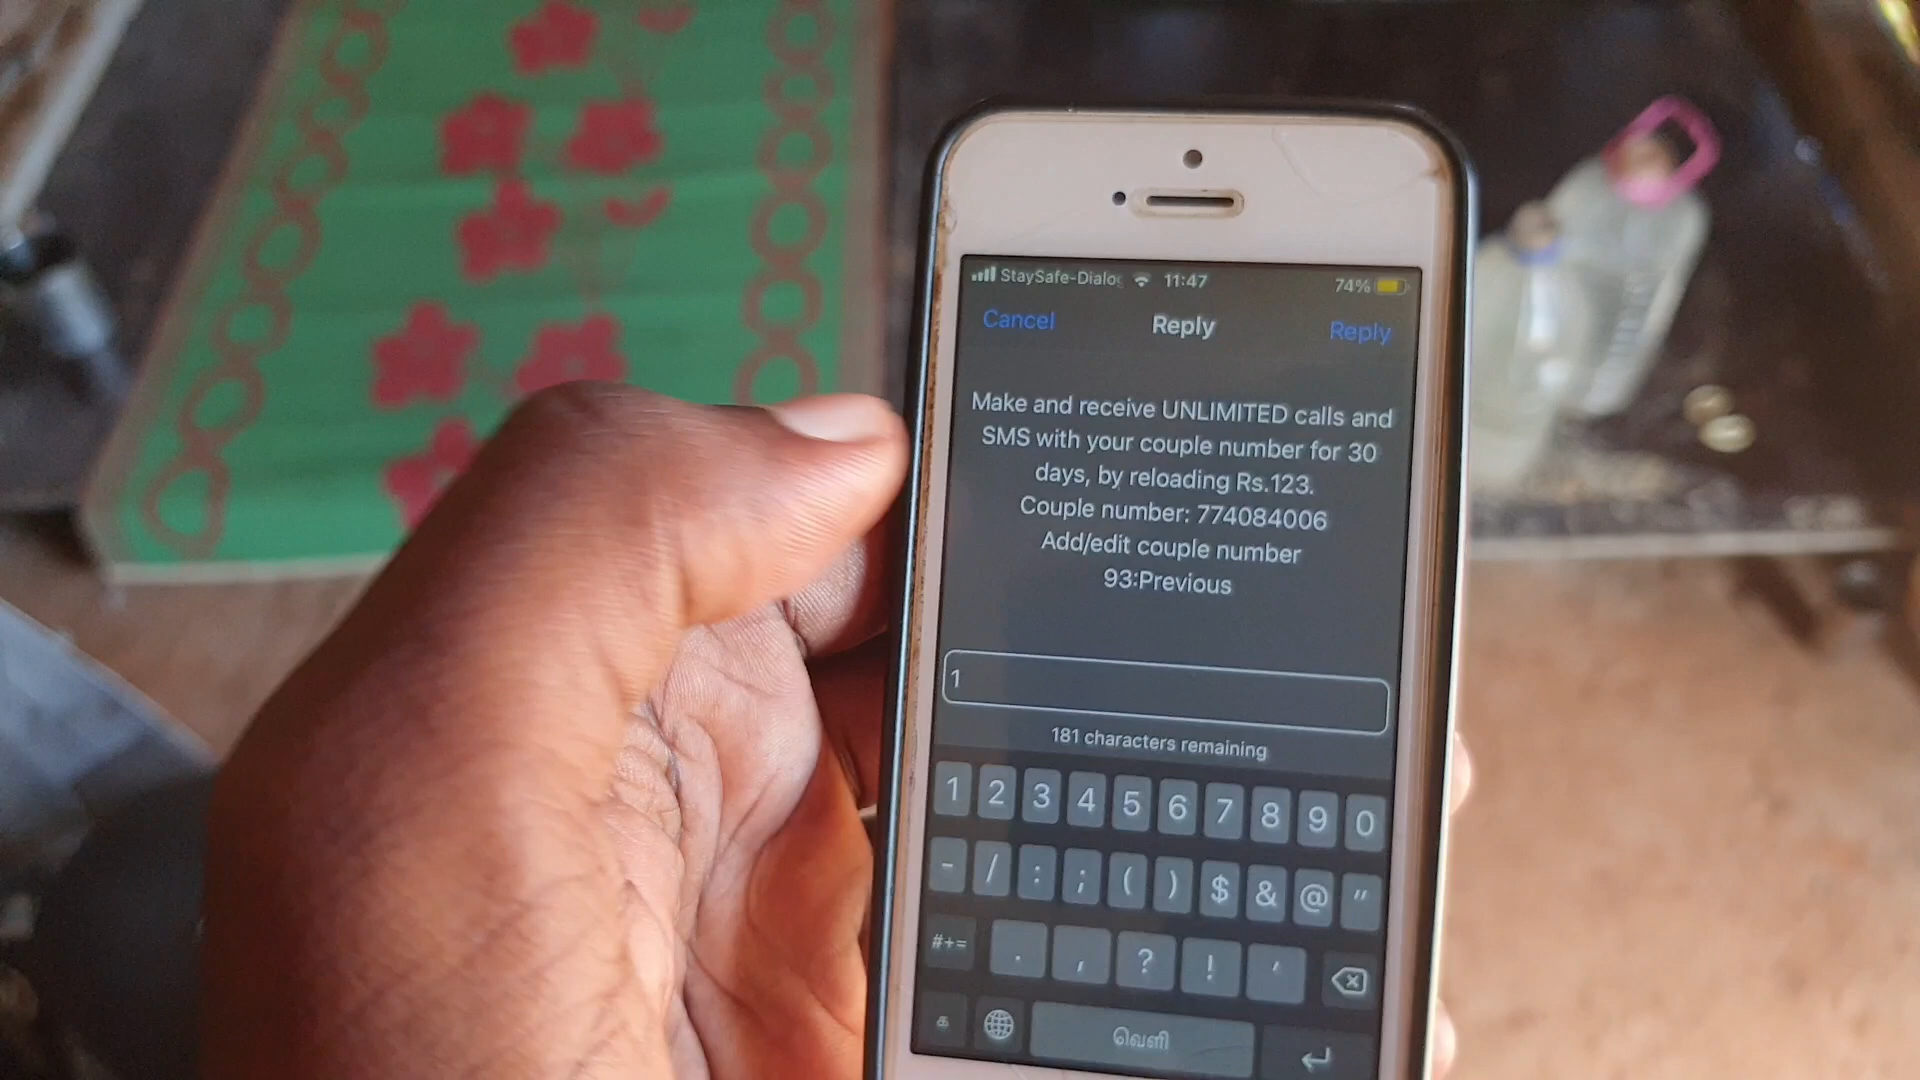 StaySafe-Dialog 11:47 74%
Cancel Reply Reply
Make and receive UNLIMITED calls and
SMS with your couple number for 30
days, by reloading Rs.123.
Couple number: 774084006
Add/edit couple number
93:Previous
1
181 characters remaining
1 2 3 4 5 6 7 8 9 0
- / : ; ( ) $ & @ "
#+= . , ? ! '
க வெளி